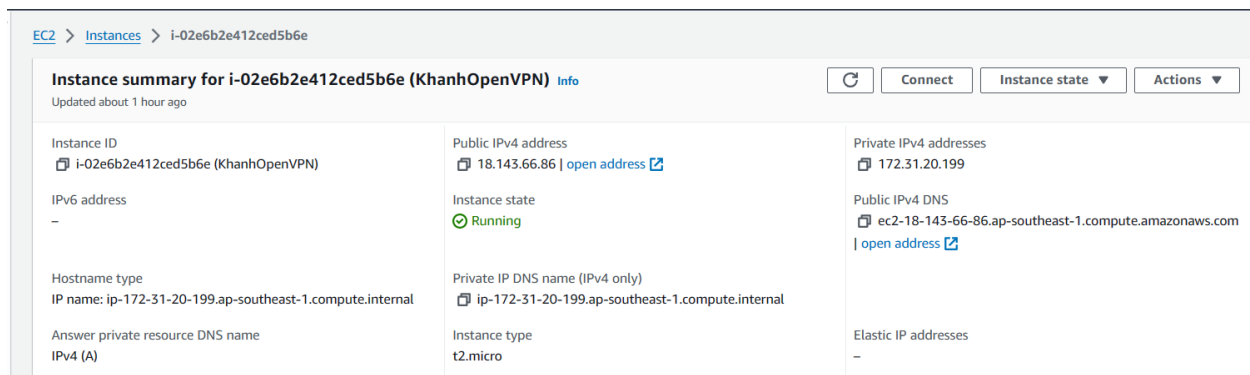 EC2 > Instances > i-02e6b2e412ced5b6e
Instance summary for i-02e6b2e412ced5b6e (KhanhOpenVPN) Info
Connect
Instance state ▼
Actions ▼
Updated about 1 hour ago
Instance ID
i-02e6b2e412ced5b6e (KhanhOpenVPN)
Public IPv4 address
18.143.66.86 | open address
Private IPv4 addresses
172.31.20.199
IPv6 address
–
Instance state
Running
Public IPv4 DNS
ec2-18-143-66-86.ap-southeast-1.compute.amazonaws.com
| open address
Hostname type
IP name: ip-172-31-20-199.ap-southeast-1.compute.internal
Private IP DNS name (IPv4 only)
ip-172-31-20-199.ap-southeast-1.compute.internal
Answer private resource DNS name
IPv4 (A)
Instance type
t2.micro
Elastic IP addresses
–